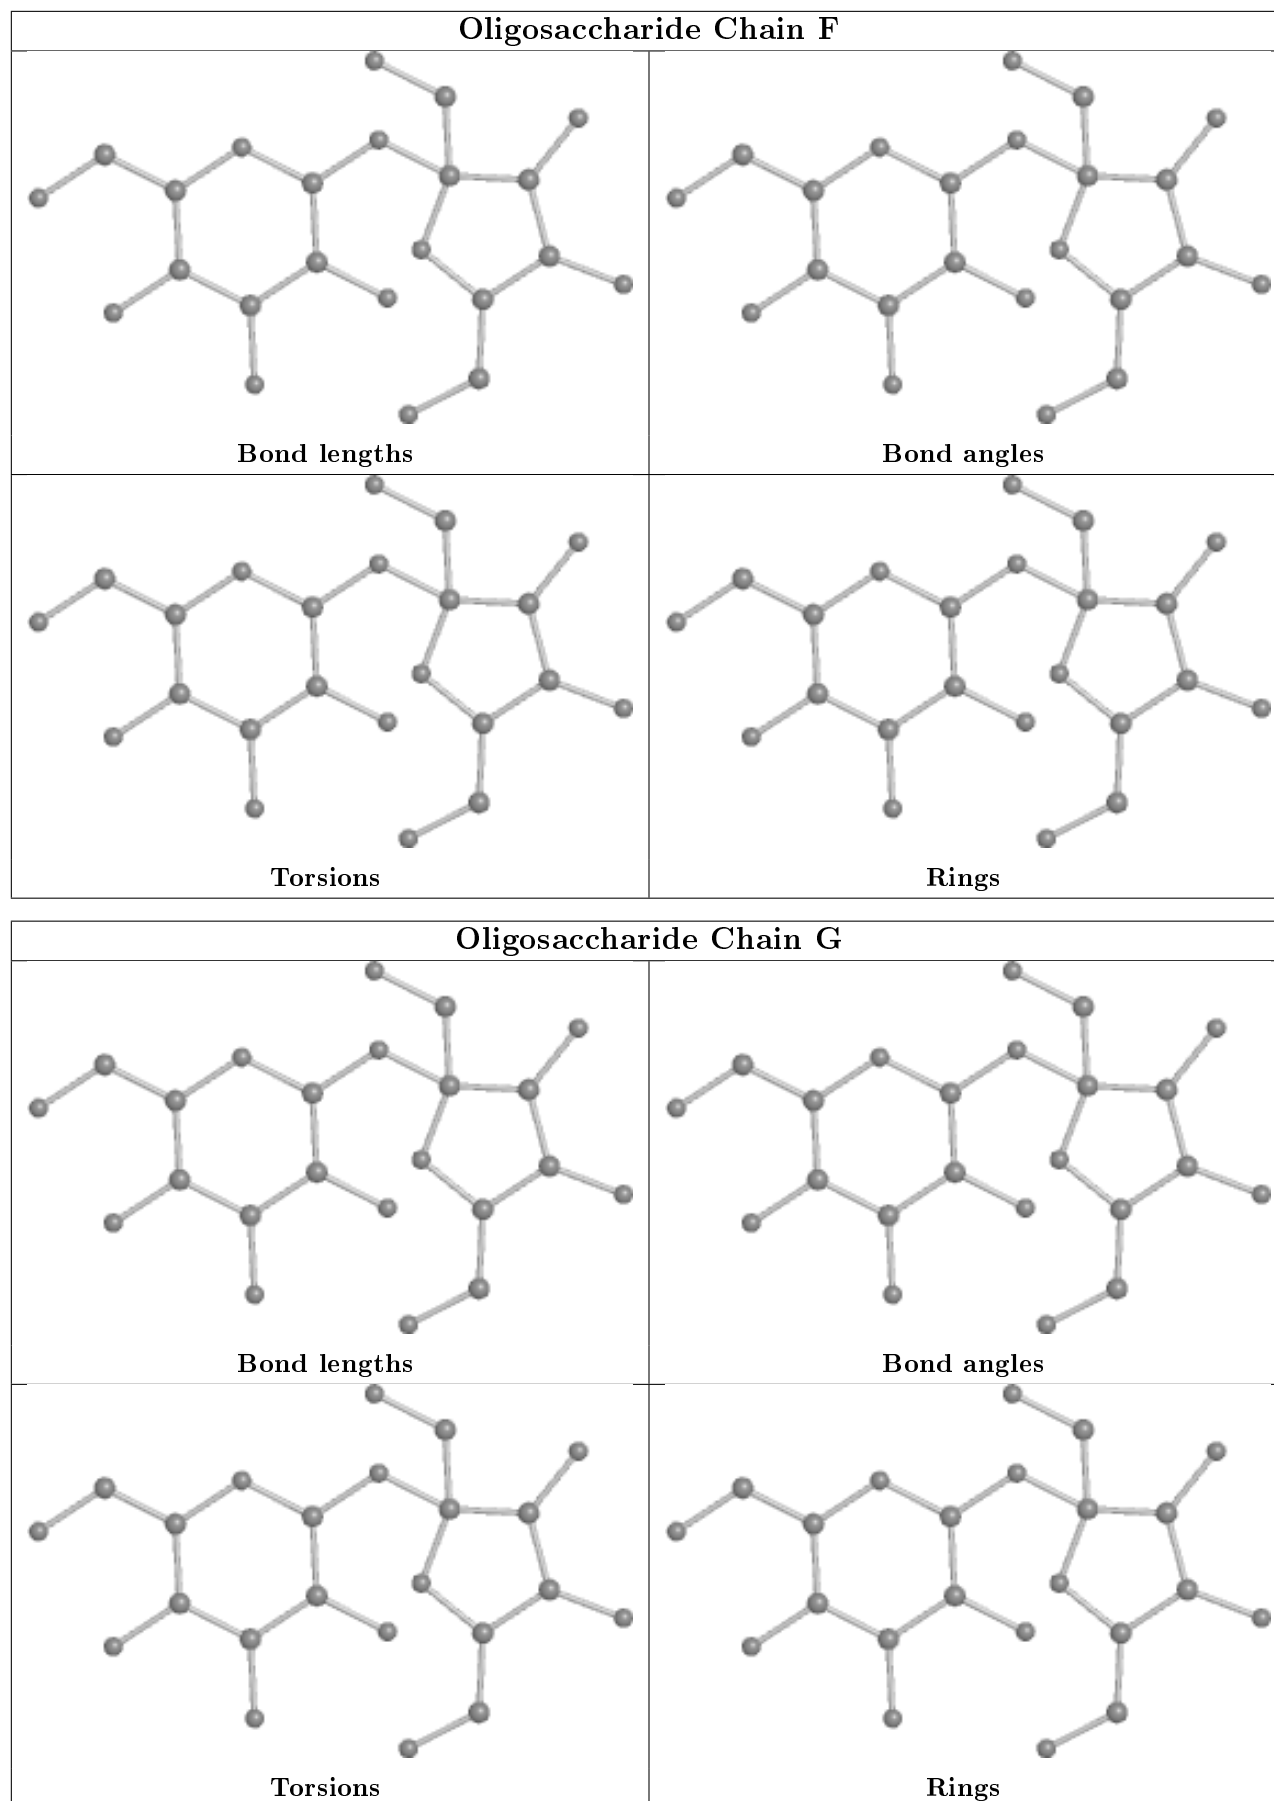 Oligosaccharide Chain F
Bond lengths
Bond angles
Torsions
Rings
Oligosaccharide Chain G
Bond lengths
Bond angles
Torsions
Rings